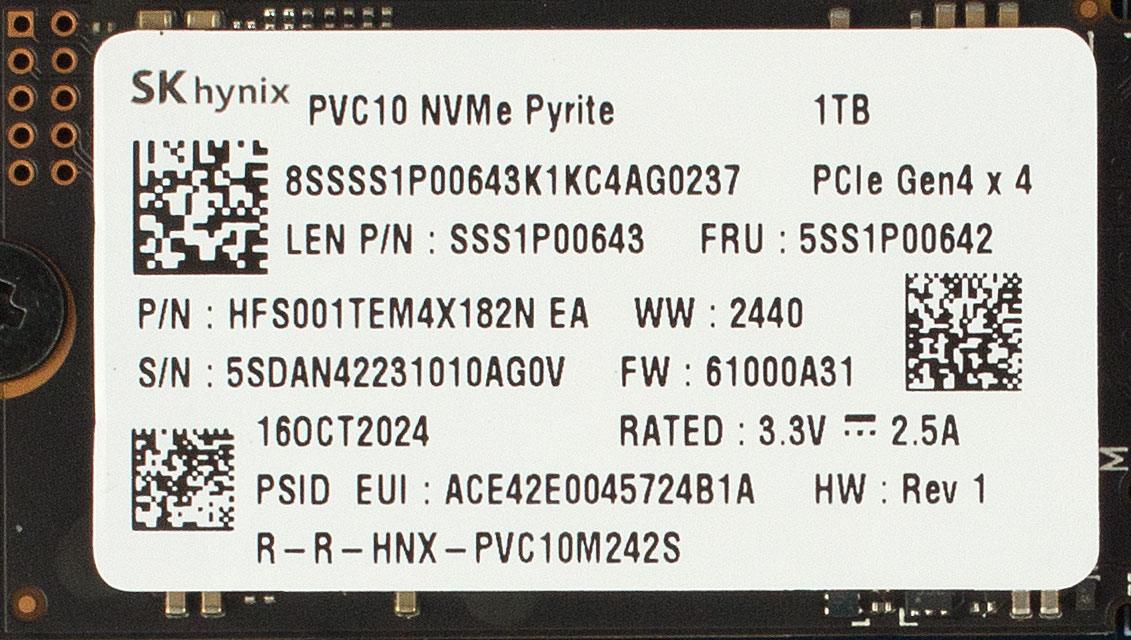 SK hynix PVC10 NVMe Pyrite 1TB
8SSSS1P00643K1KC4AG0237 PCIe Gen4 x 4
LEN P/N : SSS1P00643 FRU : 5SS1P00642
P/N : HFS001TEM4X182N EA WW : 2440
S/N : 5SDAN42231010AG0V FW : 61000A31
16OCT2024 RATED : 3.3V ⎓ 2.5A
PSID EUI : ACE42E0045724B1A HW : Rev 1
R-R-HNX-PVC10M242S
M